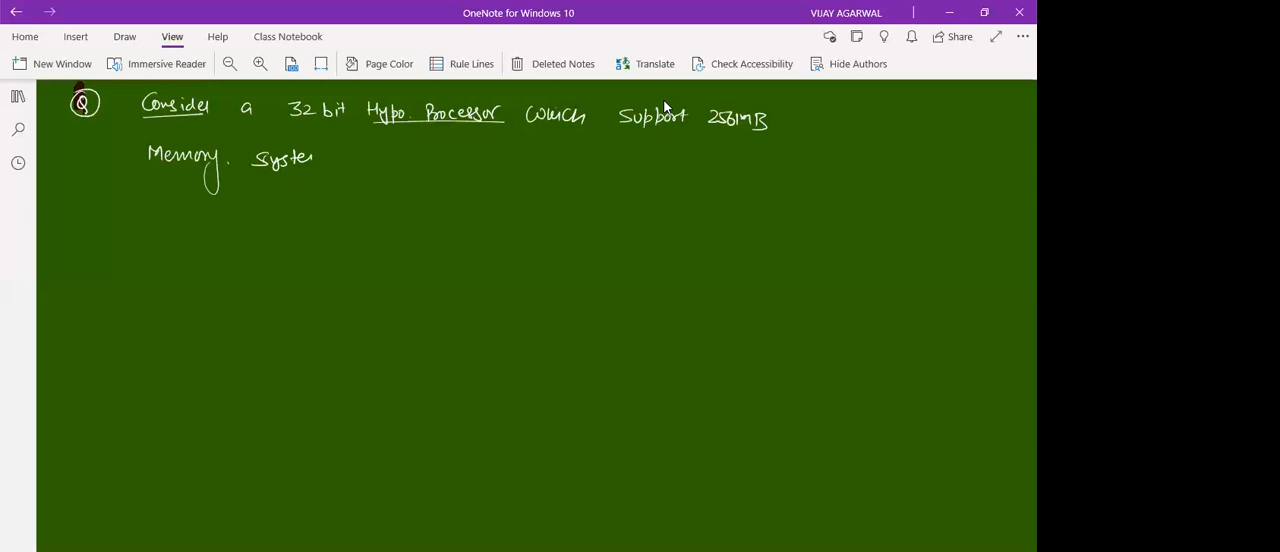 OneNote for Windows 10
VIJAY AGARWAL
Home Insert Draw View Help Class Notebook
Share
New Window Immersive Reader Page Color Rule Lines Deleted Notes Translate Check Accessibility Hide Authors
Q Consider a 32 bit Hypo. Processor Which Support 256MB
Memory. Syste